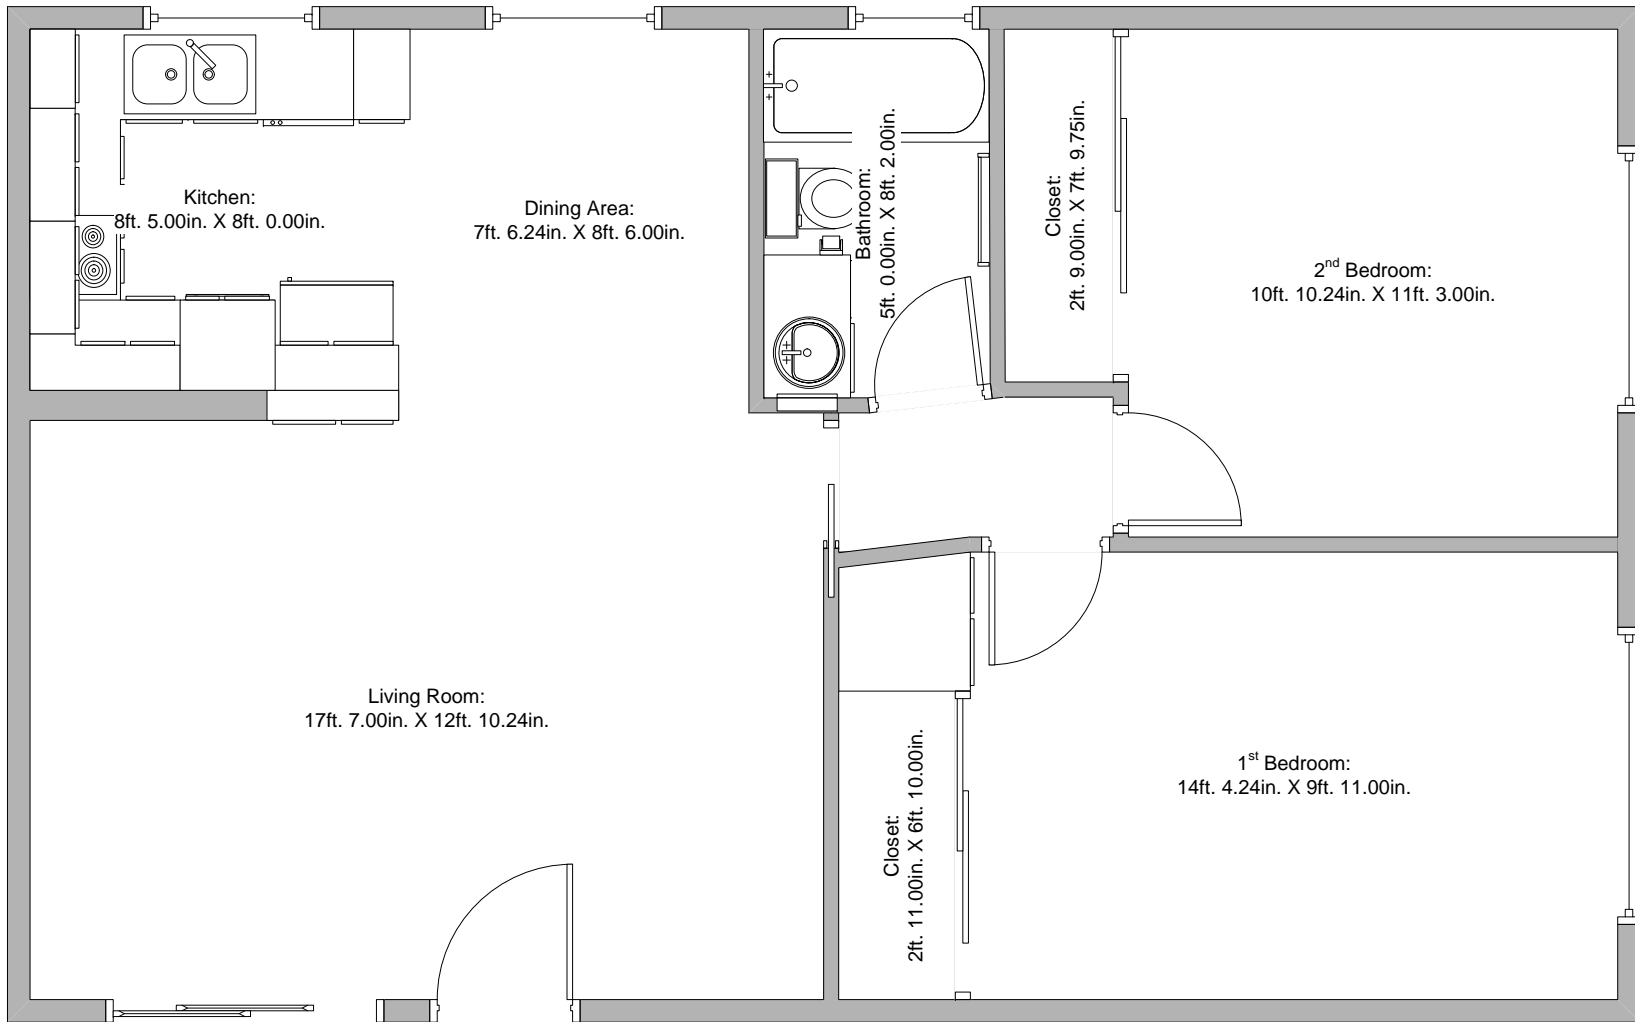 Kitchen:
8ft. 5.00in. X 8ft. 0.00in.
Dining Area:
7ft. 6.24in. X 8ft. 6.00in.
Bathroom:
5ft. 0.00in. X 8ft. 2.00in.
Closet:
2ft. 9.00in. X 7ft. 9.75in.
2nd Bedroom:
10ft. 10.24in. X 11ft. 3.00in.
Living Room:
17ft. 7.00in. X 12ft. 10.24in.
Closet:
2ft. 11.00in. X 6ft. 10.00in.
1st Bedroom:
14ft. 4.24in. X 9ft. 11.00in.